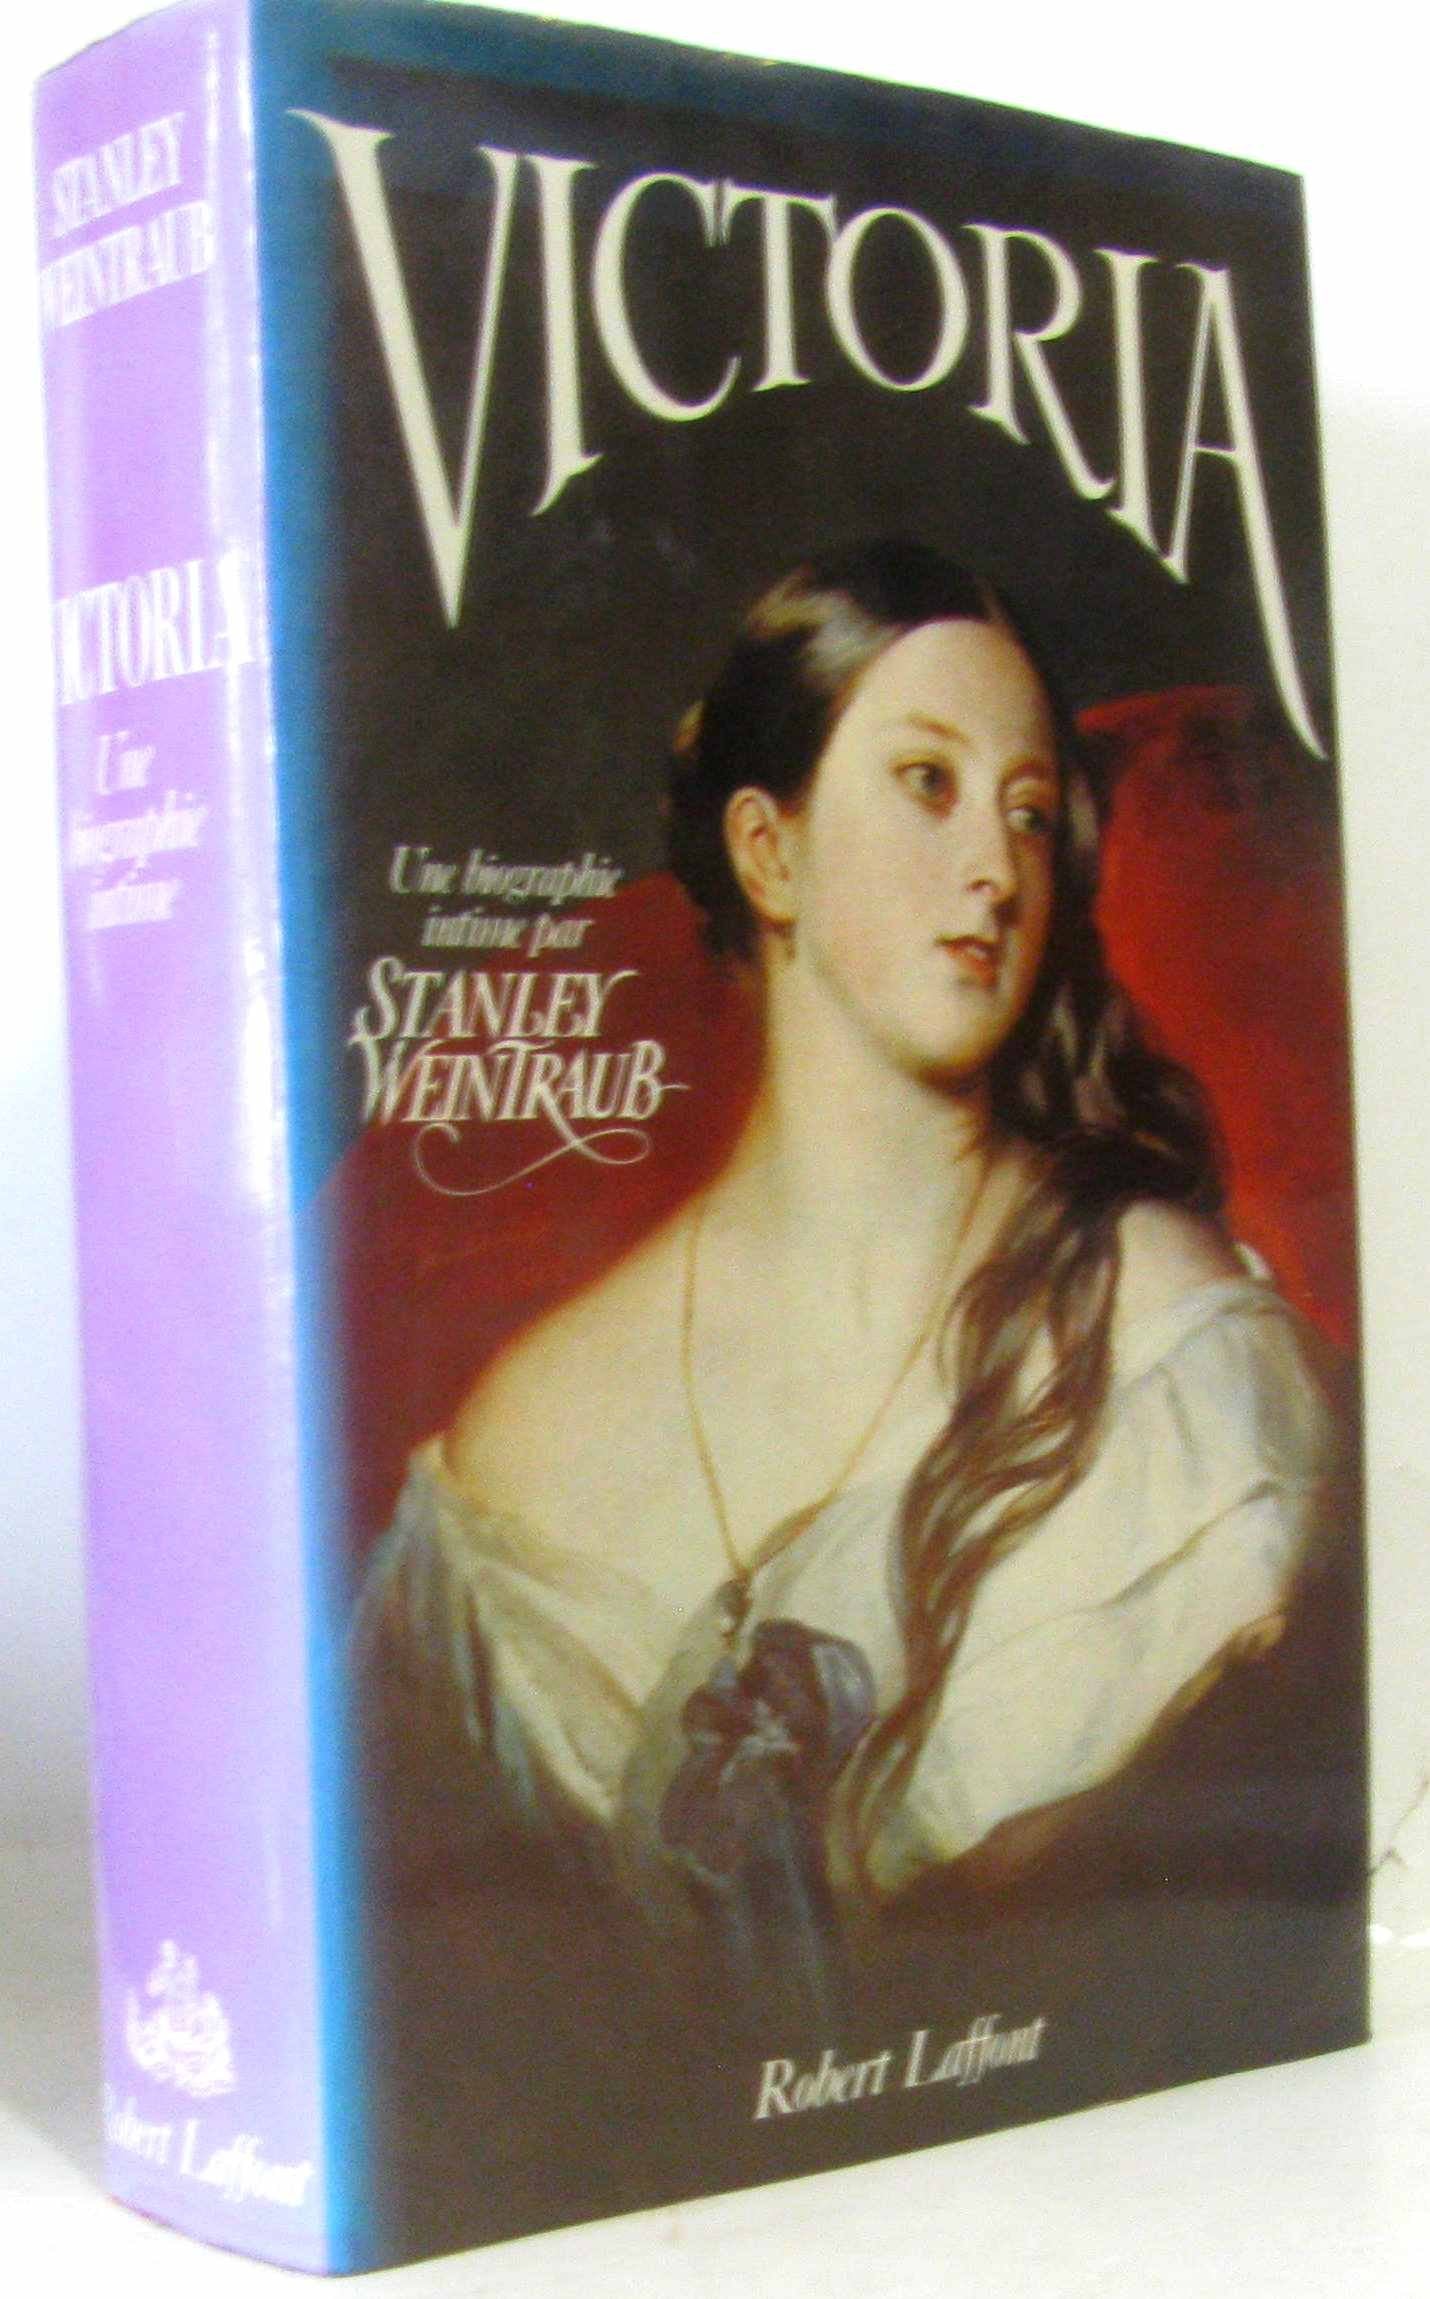 STANLEY
WEINTRAUB
VICTORIA
Une
biographie
intime
Robert Laffont
VICTORIA
Une biographie
intime par
STANLEY
WEINTRAUB
Robert Laffont